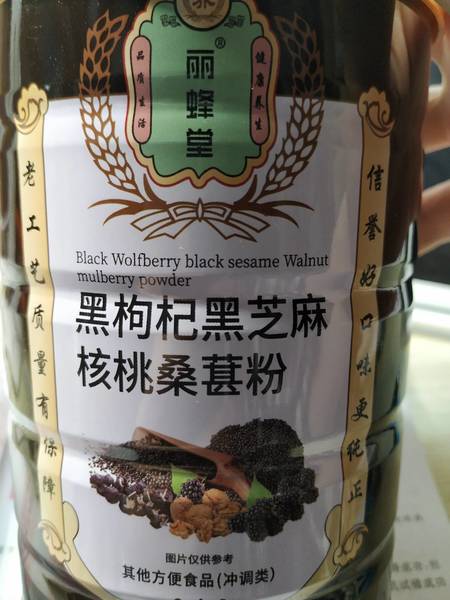 丽蜂堂®
品质生活
健康养生
老工艺质量有保障
信誉好口味更纯正
Black Wolfberry black sesame Walnut
mulberry powder
黑枸杞黑芝麻
核桃桑葚粉
图片仅供参考
其他方便食品(冲调类)